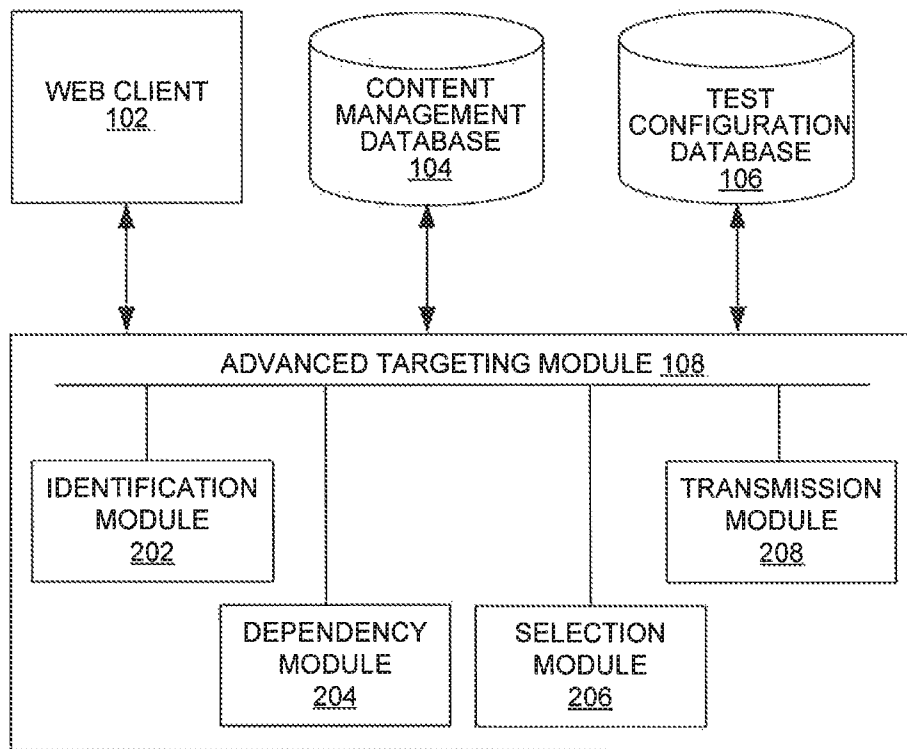 WEB CLIENT
102
CONTENT
MANAGEMENT
DATABASE
104
TEST
CONFIGURATION
DATABASE
106
ADVANCED TARGETING MODULE 108
IDENTIFICATION
MODULE
202
TRANSMISSION
MODULE
208
DEPENDENCY
MODULE
204
SELECTION
MODULE
206